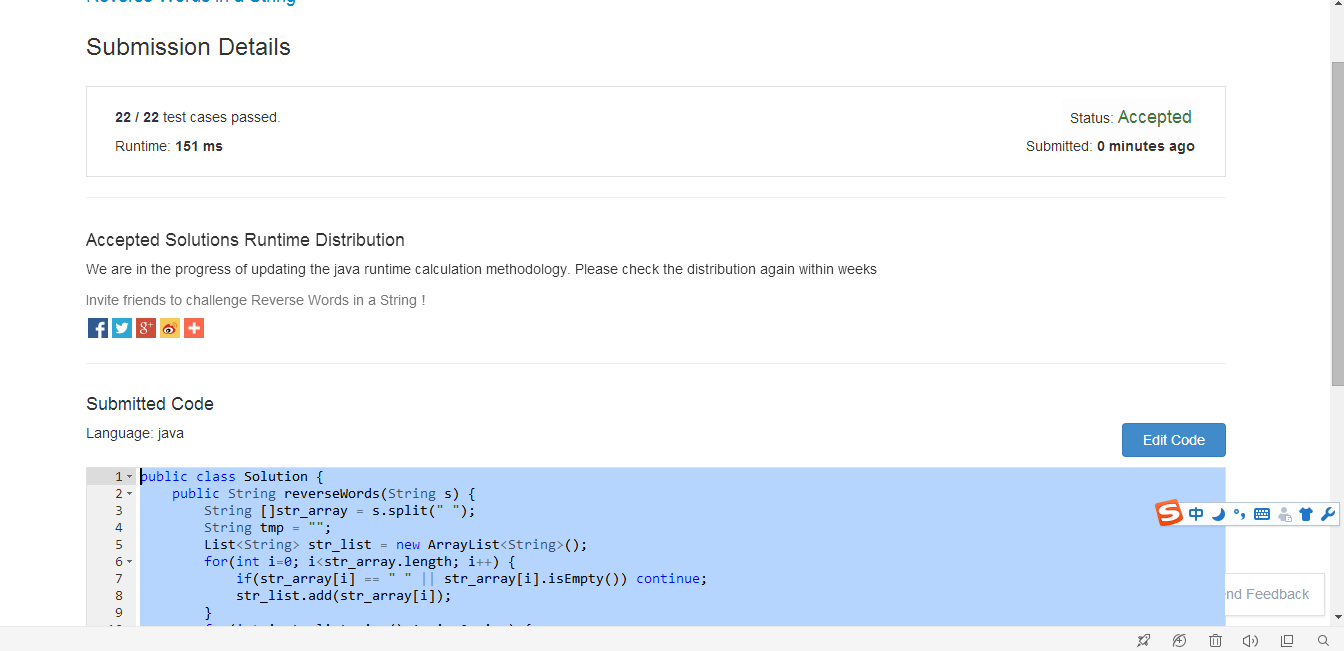 Reverse Words in a String
Submission Details
22 / 22 test cases passed.
Status: Accepted
Runtime: 151 ms
Submitted: 0 minutes ago
Accepted Solutions Runtime Distribution
We are in the progress of updating the java runtime calculation methodology. Please check the distribution again within weeks
Invite friends to challenge Reverse Words in a String !
Submitted Code
Language: java
Edit Code
1 public class Solution {
2 public String reverseWords(String s) {
3 String []str_array = s.split(" ");
4 String tmp = "";
5 List<String> str_list = new ArrayList<String>();
6 for(int i=0; i<str_array.length; i++) {
7 if(str_array[i] == " " || str_array[i].isEmpty()) continue;
8 str_list.add(str_array[i]);
9 }
中
nd Feedback